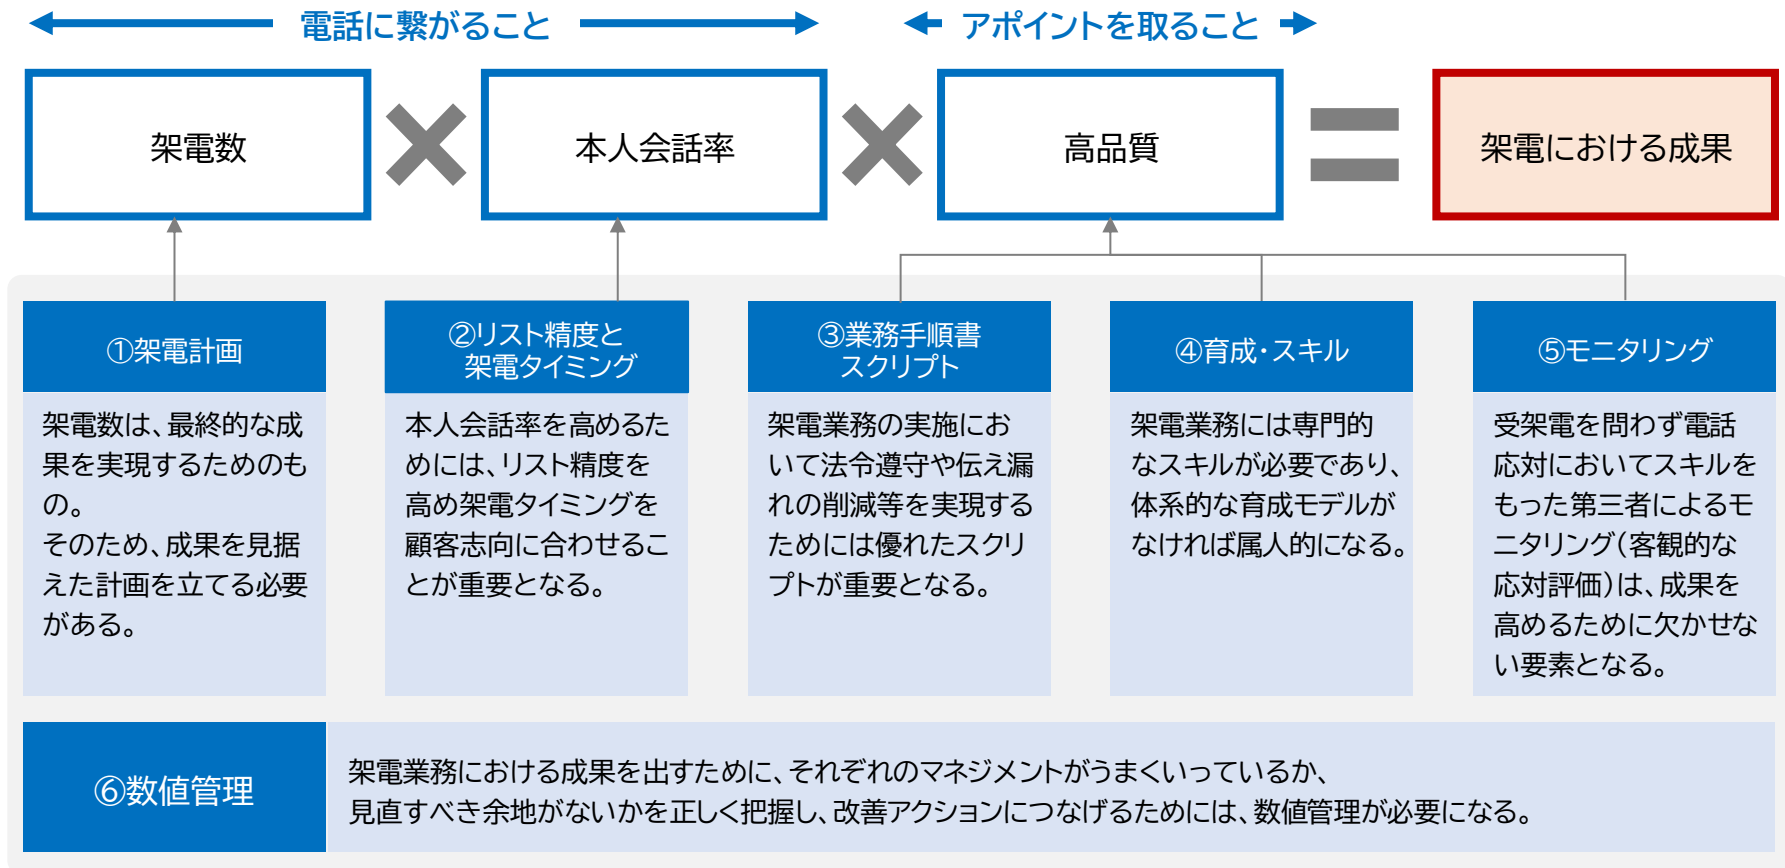 電話に繋がること
アポイントを取ること
架電数
本人会話率
高品質
架電における成果
①架電計画
架電数は、最終的な成
果を実現するためのも
の。
そのため、成果を見据
えた計画を立てる必要
がある。
②リスト精度と
架電タイミング
本人会話率を高めるた
めには、リスト精度を
高め架電タイミングを
顧客志向に合わせるこ
とが重要となる。
③業務手順書
スクリプト
架電業務の実施にお
いて法令遵守や伝え漏
れの削減等を実現する
ためには優れたスクリ
プトが重要となる。
④育成・スキル
架電業務には専門的
なスキルが必要であり、
体系的な育成モデルが
なければ属人的になる。
⑤モニタリング
受架電を問わず電話
応対においてスキルを
もった第三者によるモ
ニタリング(客観的な
応対評価)は、成果を
高めるために欠かせな
い要素となる。
⑥数値管理
架電業務における成果を出すために、それぞれのマネジメントがうまくいっているか、
見直すべき余地がないかを正しく把握し、改善アクションにつなげるためには、数値管理が必要になる。